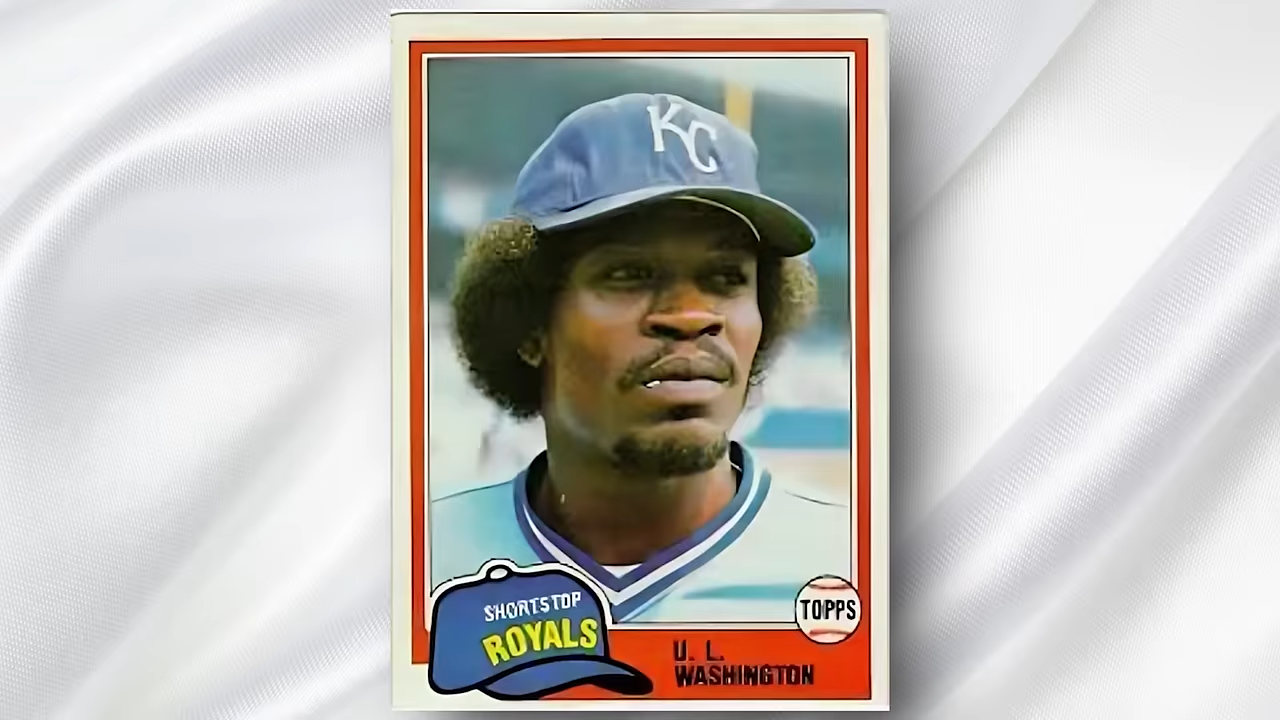 KC
SHORTSTOP
ROYALS
TOPPS
U. L.
WASHINGTON